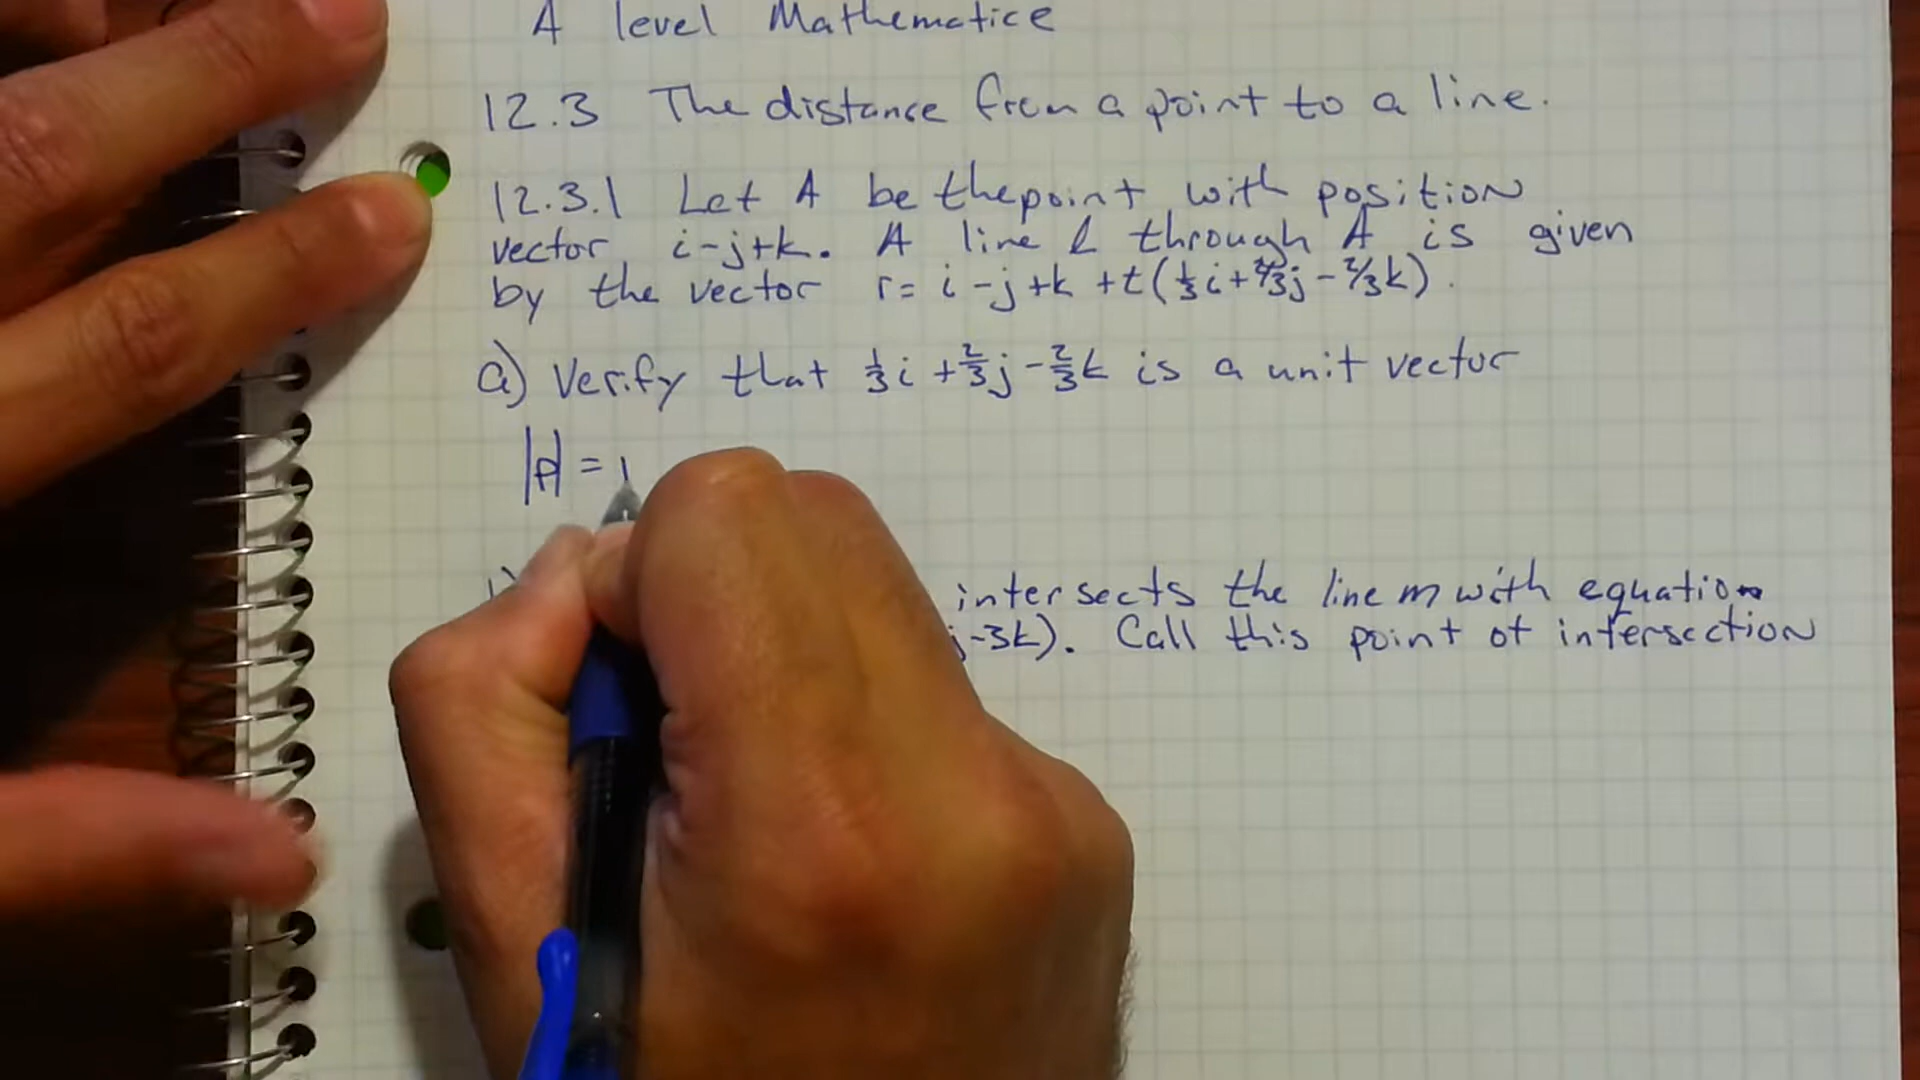 A level Mathematice
12.3 The distance from a point to a line.
12.3.1 Let A be the point with position
vector i-j+k. A line l through A is given
by the vector r= i-j+k+t(⅓i+⅔j-⅔k).
a) Verify that ⅓i+⅔j-⅔k is a unit vector
|A| =
intersects the line m with equation
j-3k). Call this point of intersection